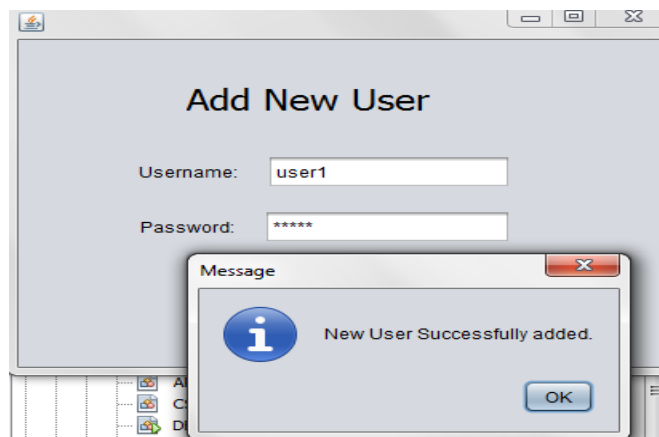 Add New User
Username: user1
Password: *****
Message
New User Successfully added.
OK